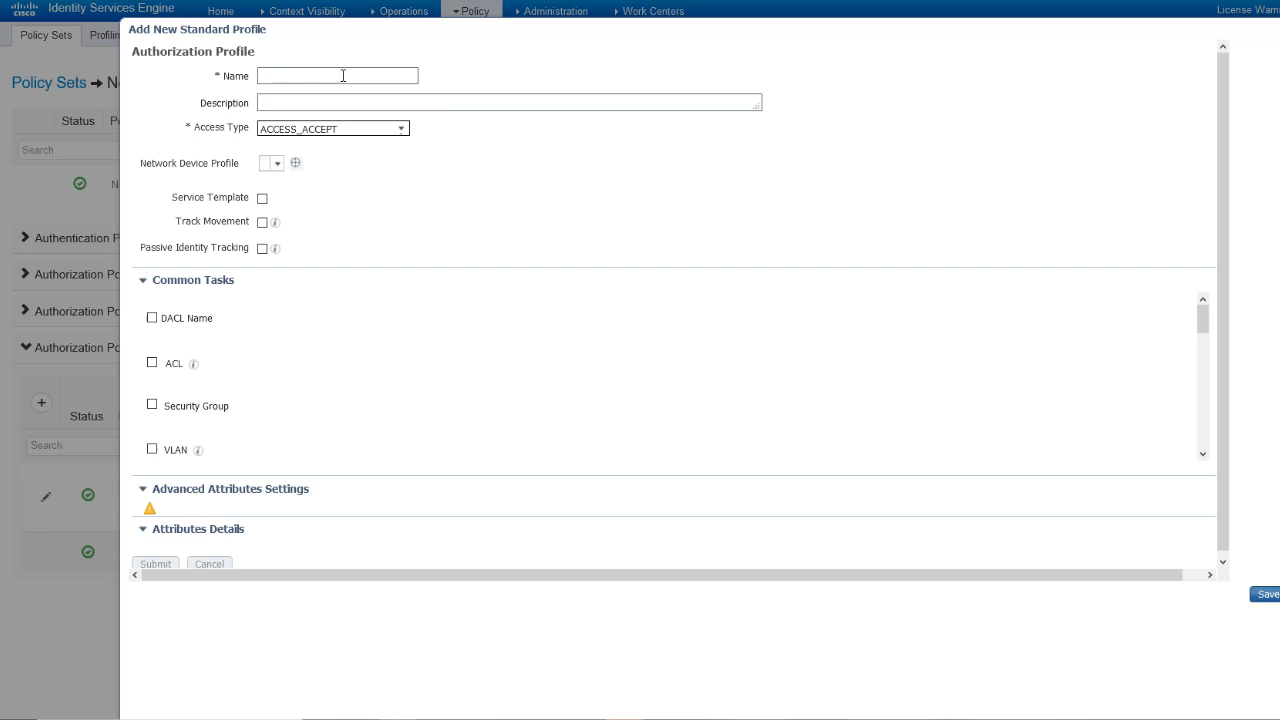 cisco Identity Services Engine Home Context Visibility Operations Policy Administration Work Centers License Warn
Policy Sets Profilin
Policy Sets → N
Status Po
Search
N
Authentication P
Authorization Po
Authorization Po
Authorization Po
+
Status
Search
Add New Standard Profile
Authorization Profile
* Name
Description
* Access Type ACCESS_ACCEPT
Network Device Profile
Service Template
Track Movement i
Passive Identity Tracking i
Common Tasks
DACL Name
ACL i
Security Group
VLAN i
Advanced Attributes Settings
Attributes Details
Submit Cancel
Save